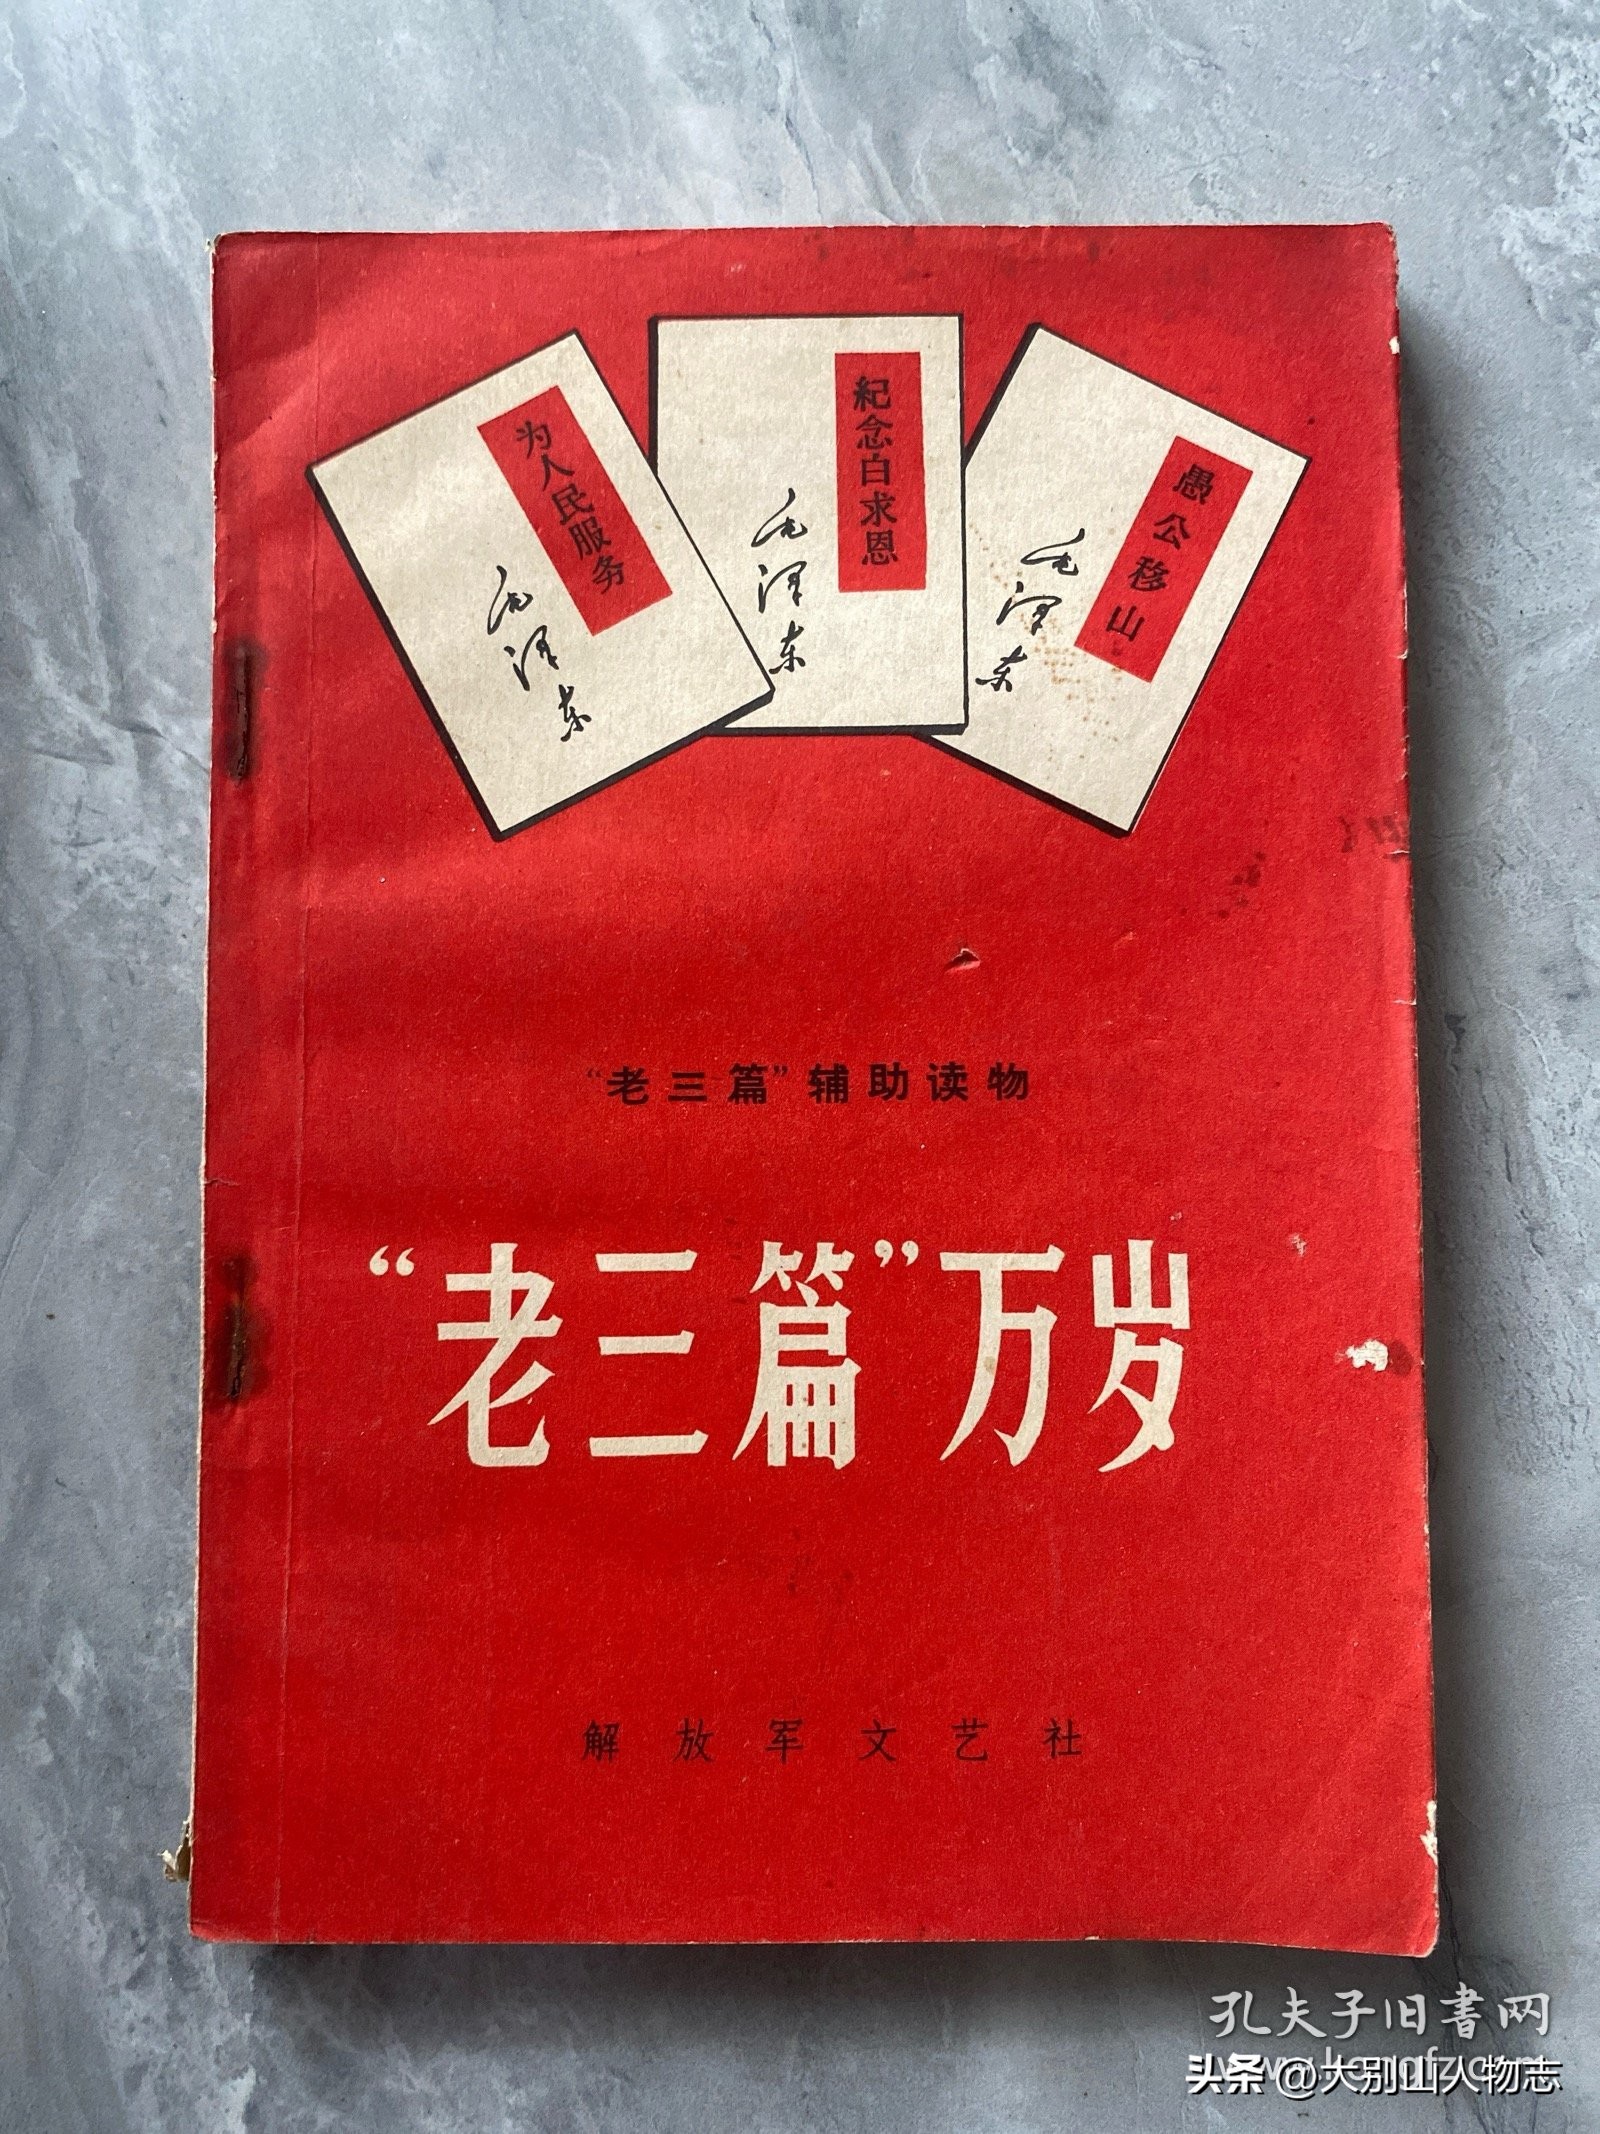 为人民服务
毛泽东
紀念白求恩
毛泽东
愚公移山
毛泽东
“老三篇”辅助读物
“老三篇”万岁
解放军文艺社
孔夫子旧书网
头条 @大别山人物志